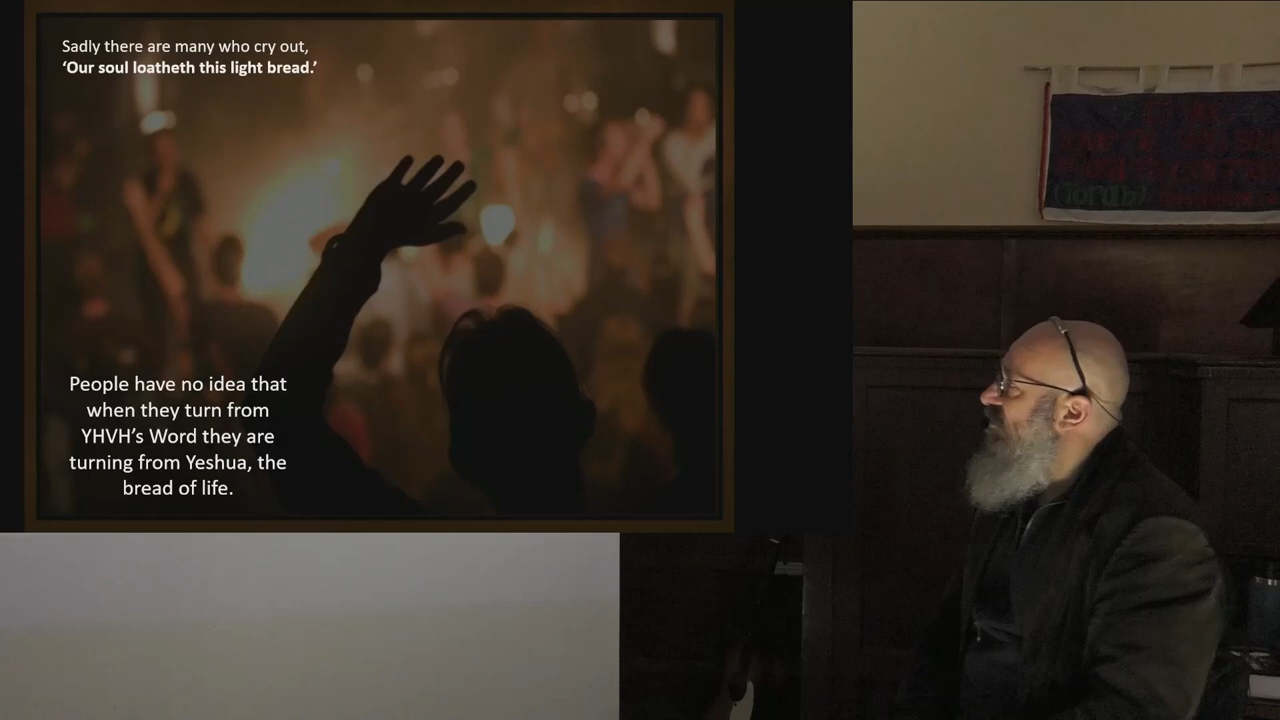 Sadly there are many who cry out,
‘Our soul loatheth this light bread.’
People have no idea that
when they turn from
YHVH’s Word they are
turning from Yeshua, the
bread of life.